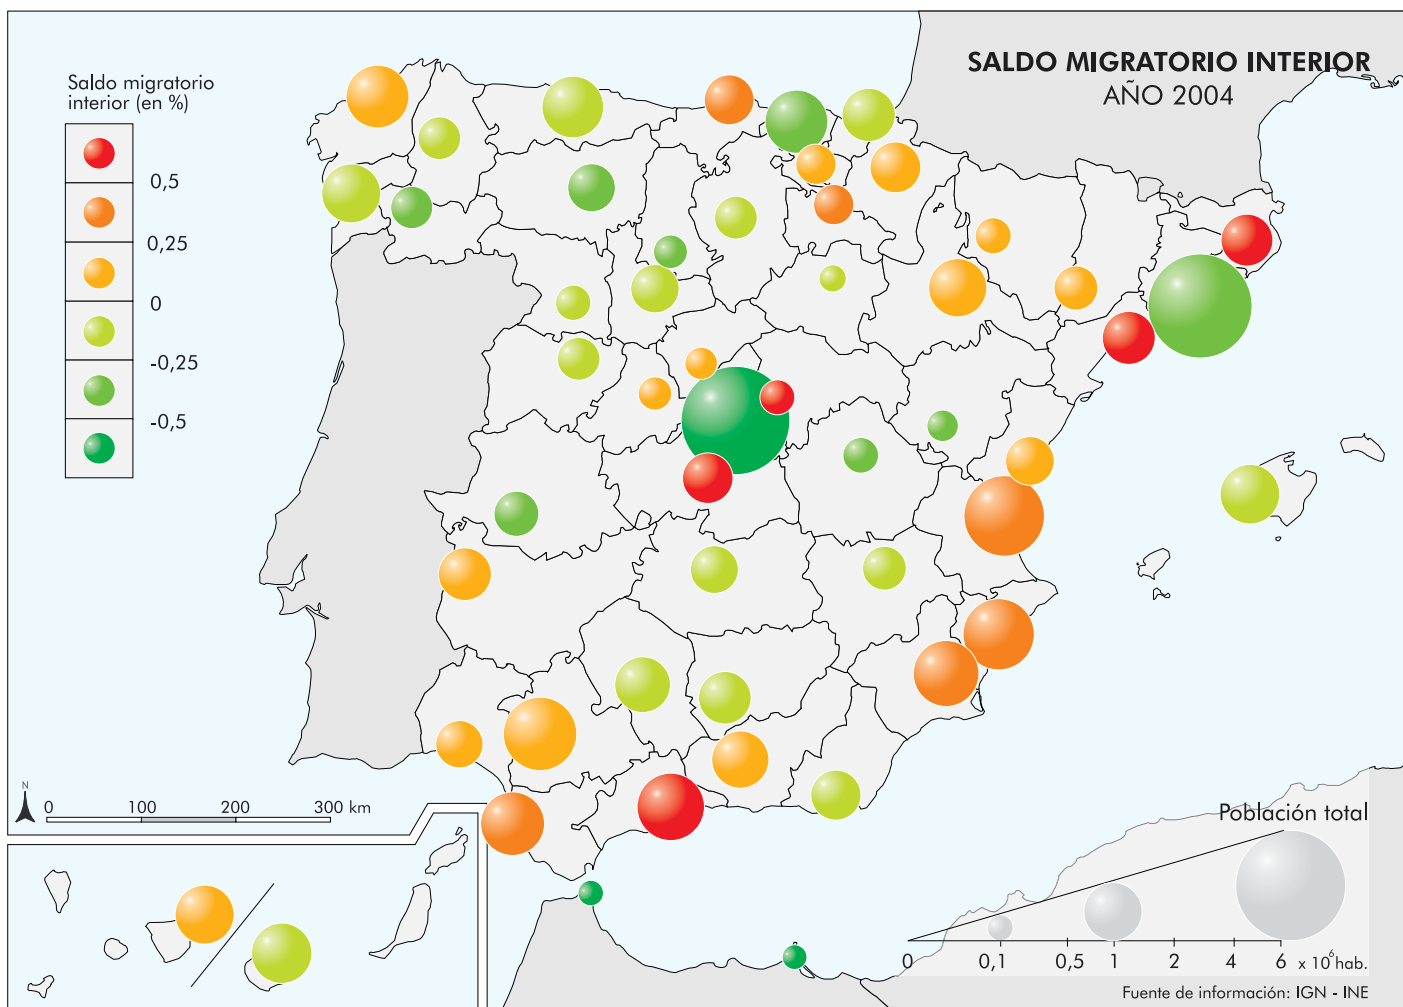 SALDO MIGRATORIO INTERIOR
AÑO 2004
Saldo migratorio
interior (en %)
0,5
0,25
0
-0,25
-0,5
N
0 100 200 300 km
Población total
0 0,1 0,5 1 2 4 6 x 10⁶ hab.
Fuente de información: IGN - INE